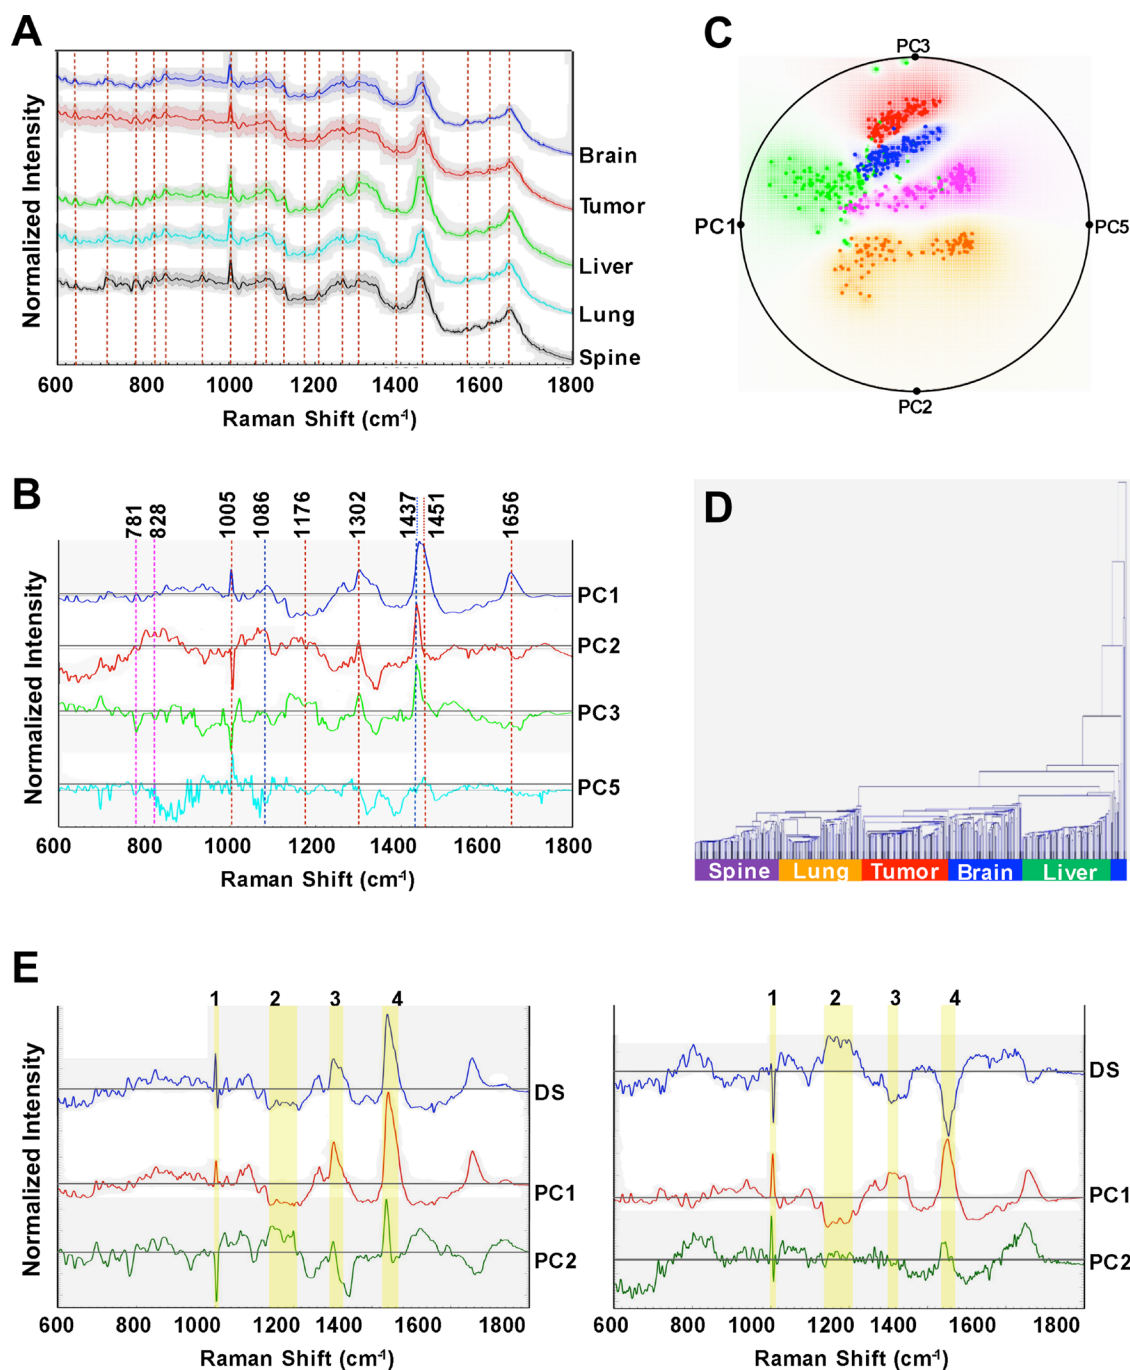 A
Normalized Intensity
Brain
Tumor
Liver
Lung
Spine
600 800 1000 1200 1400 1600 1800
Raman Shift (cm⁻¹)
C
PC3
PC1
PC5
PC2
B
781 828 1005 1086 1176 1302 1437 1451 1656
Normalized Intensity
PC1
PC2
PC3
PC5
600 800 1000 1200 1400 1600 1800
Raman Shift (cm⁻¹)
D
Spine Lung Tumor Brain Liver
E
1 2 3 4
Normalized Intensity
DS
PC1
PC2
600 800 1000 1200 1400 1600 1800
Raman Shift (cm⁻¹)
1 2 3 4
DS
PC1
PC2
600 800 1000 1200 1400 1600 1800
Raman Shift (cm⁻¹)